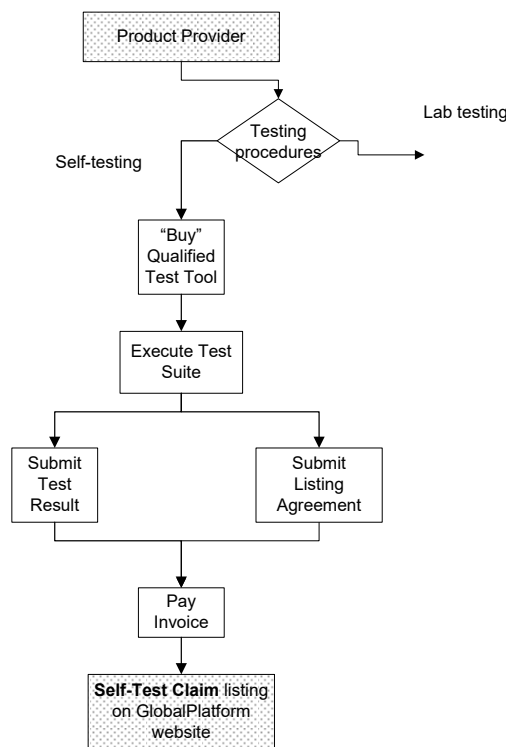 Product Provider
Testing
procedures
Lab testing
Self-testing
“Buy”
Qualified
Test Tool
Execute Test
Suite
Submit
Test
Result
Submit
Listing
Agreement
Pay
Invoice
Self-Test Claim listing
on GlobalPlatform
website